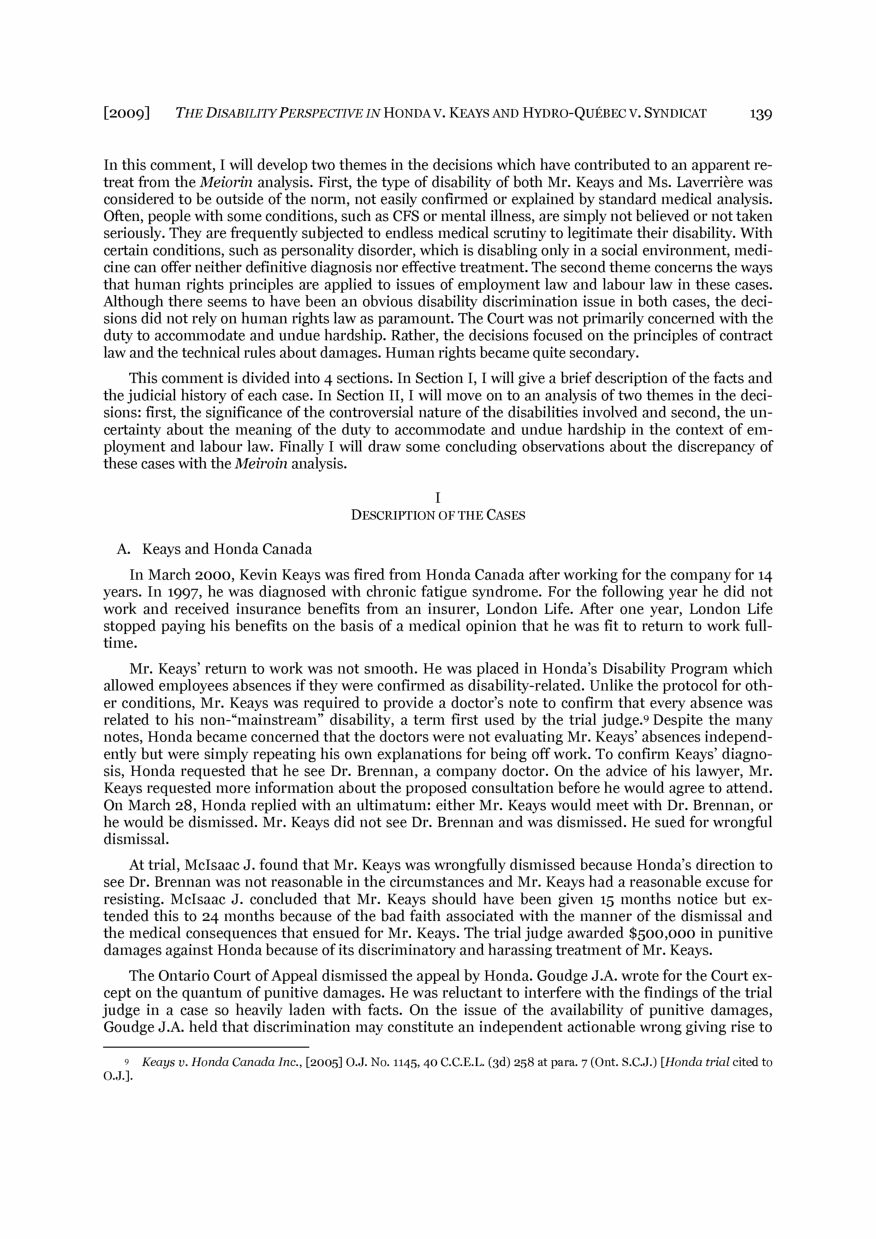 [2009] THE DISABILITY PERSPECTIVE IN HONDA V. KEAYS AND HYDRO-QUÉBEC V. SYNDICAT 139
In this comment, I will develop two themes in the decisions which have contributed to an apparent re-
treat from the Meiorin analysis. First, the type of disability of both Mr. Keays and Ms. Laverrière was
considered to be outside of the norm, not easily confirmed or explained by standard medical analysis.
Often, people with some conditions, such as CFS or mental illness, are simply not believed or not taken
seriously. They are frequently subjected to endless medical scrutiny to legitimate their disability. With
certain conditions, such as personality disorder, which is disabling only in a social environment, medi-
cine can offer neither definitive diagnosis nor effective treatment. The second theme concerns the ways
that human rights principles are applied to issues of employment law and labour law in these cases.
Although there seems to have been an obvious disability discrimination issue in both cases, the deci-
sions did not rely on human rights law as paramount. The Court was not primarily concerned with the
duty to accommodate and undue hardship. Rather, the decisions focused on the principles of contract
law and the technical rules about damages. Human rights became quite secondary.
This comment is divided into 4 sections. In Section I, I will give a brief description of the facts and
the judicial history of each case. In Section II, I will move on to an analysis of two themes in the deci-
sions: first, the significance of the controversial nature of the disabilities involved and second, the un-
certainty about the meaning of the duty to accommodate and undue hardship in the context of em-
ployment and labour law. Finally I will draw some concluding observations about the discrepancy of
these cases with the Meiroin analysis.
I
DESCRIPTION OF THE CASES
A. Keays and Honda Canada
In March 2000, Kevin Keays was fired from Honda Canada after working for the company for 14
years. In 1997, he was diagnosed with chronic fatigue syndrome. For the following year he did not
work and received insurance benefits from an insurer, London Life. After one year, London Life
stopped paying his benefits on the basis of a medical opinion that he was fit to return to work full-
time.
Mr. Keays' return to work was not smooth. He was placed in Honda's Disability Program which
allowed employees absences if they were confirmed as disability-related. Unlike the protocol for oth-
er conditions, Mr. Keays was required to provide a doctor's note to confirm that every absence was
related to his non-“mainstream” disability, a term first used by the trial judge.9 Despite the many
notes, Honda became concerned that the doctors were not evaluating Mr. Keays' absences independ-
ently but were simply repeating his own explanations for being off work. To confirm Keays' diagno-
sis, Honda requested that he see Dr. Brennan, a company doctor. On the advice of his lawyer, Mr.
Keays requested more information about the proposed consultation before he would agree to attend.
On March 28, Honda replied with an ultimatum: either Mr. Keays would meet with Dr. Brennan, or
he would be dismissed. Mr. Keays did not see Dr. Brennan and was dismissed. He sued for wrongful
dismissal.
At trial, McIsaac J. found that Mr. Keays was wrongfully dismissed because Honda's direction to
see Dr. Brennan was not reasonable in the circumstances and Mr. Keays had a reasonable excuse for
resisting. McIsaac J. concluded that Mr. Keays should have been given 15 months notice but ex-
tended this to 24 months because of the bad faith associated with the manner of the dismissal and
the medical consequences that ensued for Mr. Keays. The trial judge awarded $500,000 in punitive
damages against Honda because of its discriminatory and harassing treatment of Mr. Keays.
The Ontario Court of Appeal dismissed the appeal by Honda. Goudge J.A. wrote for the Court ex-
cept on the quantum of punitive damages. He was reluctant to interfere with the findings of the trial
judge in a case so heavily laden with facts. On the issue of the availability of punitive damages,
Goudge J.A. held that discrimination may constitute an independent actionable wrong giving rise to
9 Keays v. Honda Canada Inc., [2005] O.J. No. 1145, 40 C.C.E.L. (3d) 258 at para. 7 (Ont. S.C.J.) [Honda trial cited to
O.J.].